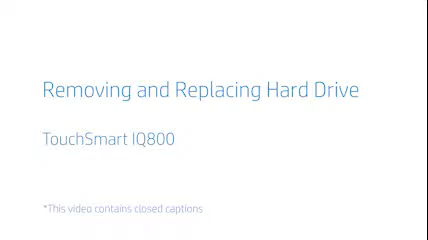 Removing and Replacing Hard Drive
TouchSmart IQ800
*This video contains closed captions